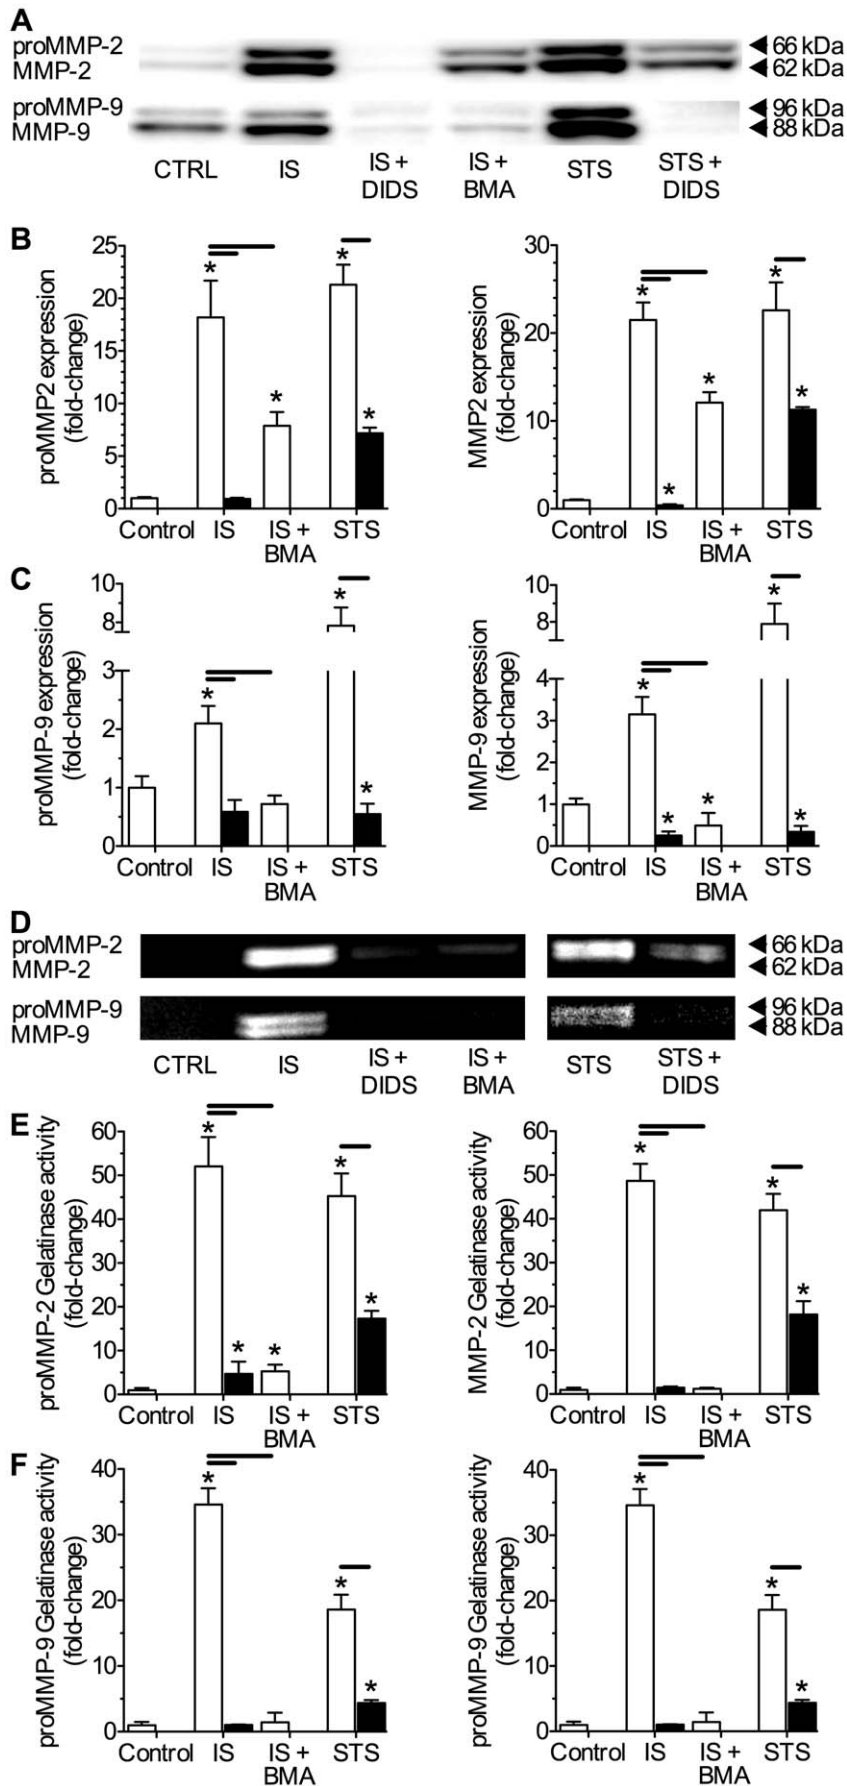 A
proMMP-2
MMP-2
66 kDa
62 kDa
proMMP-9
MMP-9
96 kDa
88 kDa
CTRL IS IS + DIDS IS + BMA STS STS + DIDS
B
proMMP2 expression
(fold-change)
25
20
15
10
5
0
* * * *
Control IS IS + BMA STS
MMP2 expression
(fold-change)
30
20
10
0
* * * * *
Control IS IS + BMA STS
C
proMMP-9 expression
(fold-change)
10
8
3
2
1
0
* * *
Control IS IS + BMA STS
MMP-9 expression
(fold-change)
10
8
4
3
2
1
0
* * * * *
Control IS IS + BMA STS
D
proMMP-2
MMP-2
66 kDa
62 kDa
proMMP-9
MMP-9
96 kDa
88 kDa
CTRL IS IS + DIDS IS + BMA STS STS + DIDS
E
proMMP-2 Gelatinase activity
(fold-change)
60
50
40
30
20
10
0
* * * * *
Control IS IS + BMA STS
MMP-2 Gelatinase activity
(fold-change)
60
50
40
30
20
10
0
* * *
Control IS IS + BMA STS
F
proMMP-9 Gelatinase activity
(fold-change)
40
30
20
10
0
* * *
Control IS IS + BMA STS
proMMP-9 Gelatinase activity
(fold-change)
40
30
20
10
0
* * *
Control IS IS + BMA STS